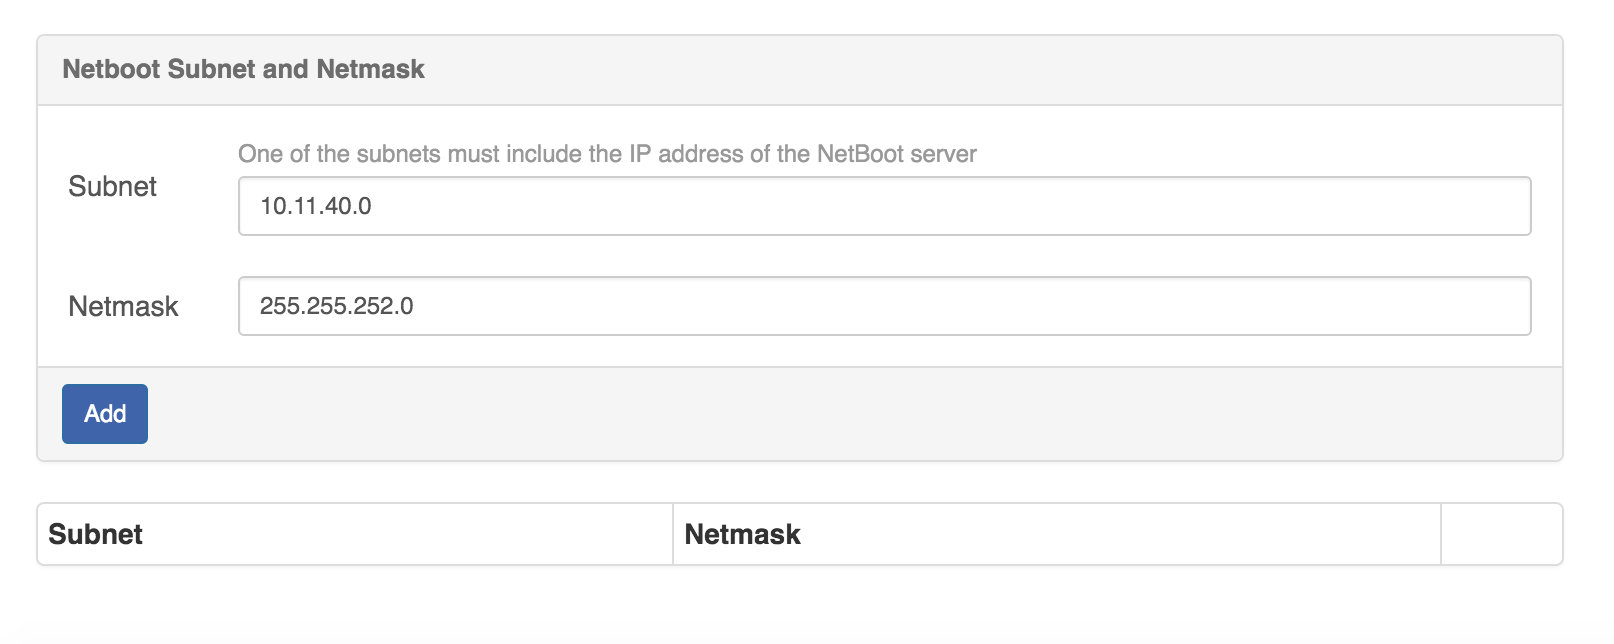 Netboot Subnet and Netmask
One of the subnets must include the IP address of the NetBoot server
Subnet
10.11.40.0
Netmask
255.255.252.0
Add
Subnet Netmask